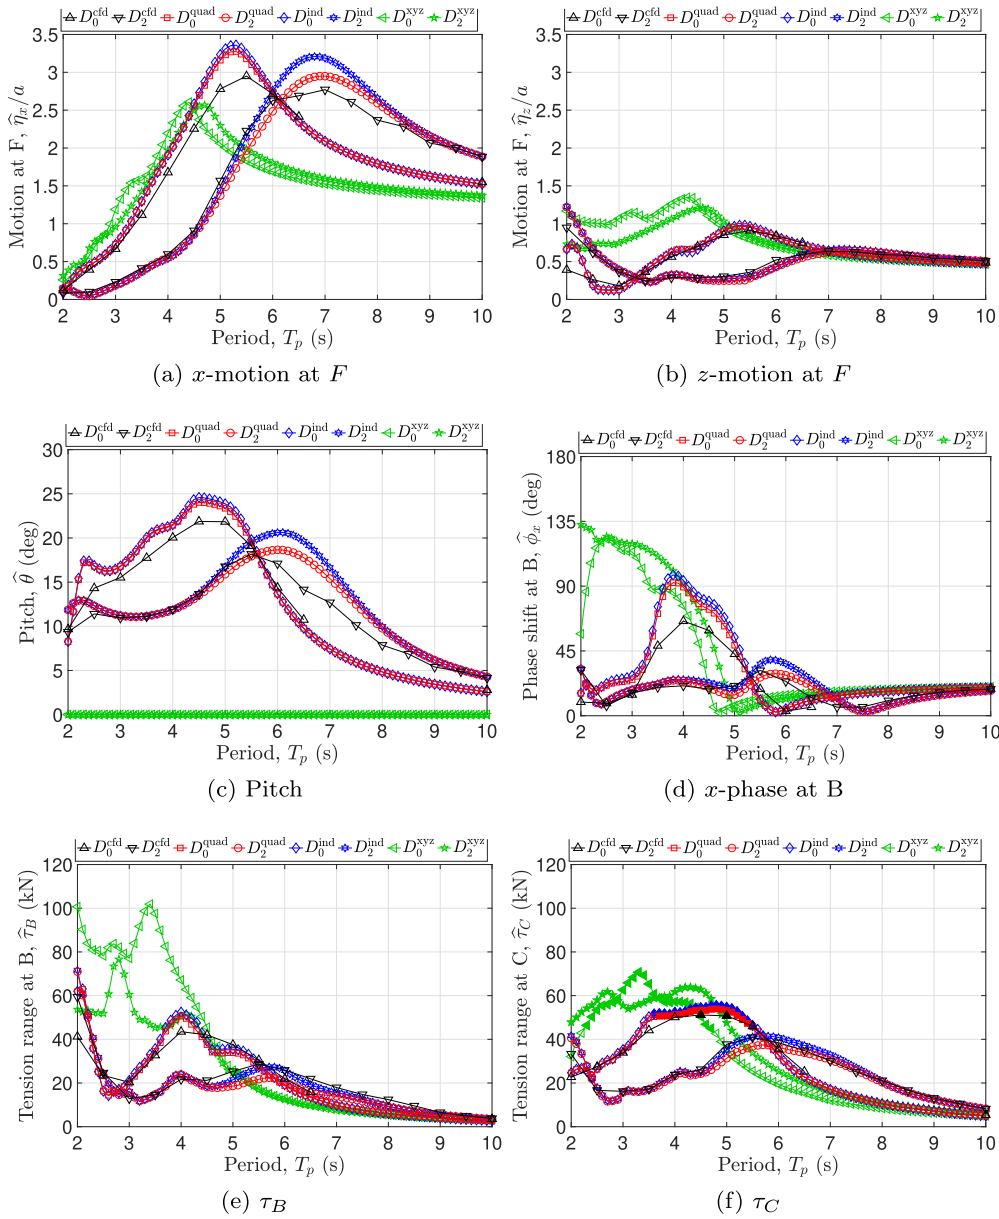 D_0^cfd D_2^cfd D_0^quad D_2^quad D_0^ind D_2^ind D_0^xyz D_2^xyz
Motion at F, η̂_x/a
3.5
3
2.5
2
1.5
1
0.5
0
2 3 4 5 6 7 8 9 10
Period, T_p (s)
(a) x-motion at F
D_0^cfd D_2^cfd D_0^quad D_2^quad D_0^ind D_2^ind D_0^xyz D_2^xyz
Motion at F, η̂_z/a
3.5
3
2.5
2
1.5
1
0.5
0
2 3 4 5 6 7 8 9 10
Period, T_p (s)
(b) z-motion at F
D_0^cfd D_2^cfd D_0^quad D_2^quad D_0^ind D_2^ind D_0^xyz D_2^xyz
Pitch, θ̂ (deg)
30
25
20
15
10
5
0
2 3 4 5 6 7 8 9 10
Period, T_p (s)
(c) Pitch
D_0^cfd D_2^cfd D_0^quad D_2^quad D_0^ind D_2^ind D_0^xyz D_2^xyz
Phase shift at B, φ̂_x (deg)
180
135
90
45
0
2 3 4 5 6 7 8 9 10
Period, T_p (s)
(d) x-phase at B
D_0^cfd D_2^cfd D_0^quad D_2^quad D_0^ind D_2^ind D_0^xyz D_2^xyz
Tension range at B, τ̂_B (kN)
120
100
80
60
40
20
0
2 3 4 5 6 7 8 9 10
Period, T_p (s)
(e) τ_B
D_0^cfd D_2^cfd D_0^quad D_2^quad D_0^ind D_2^ind D_0^xyz D_2^xyz
Tension range at C, τ̂_C (kN)
120
100
80
60
40
20
0
2 3 4 5 6 7 8 9 10
Period, T_p (s)
(f) τ_C